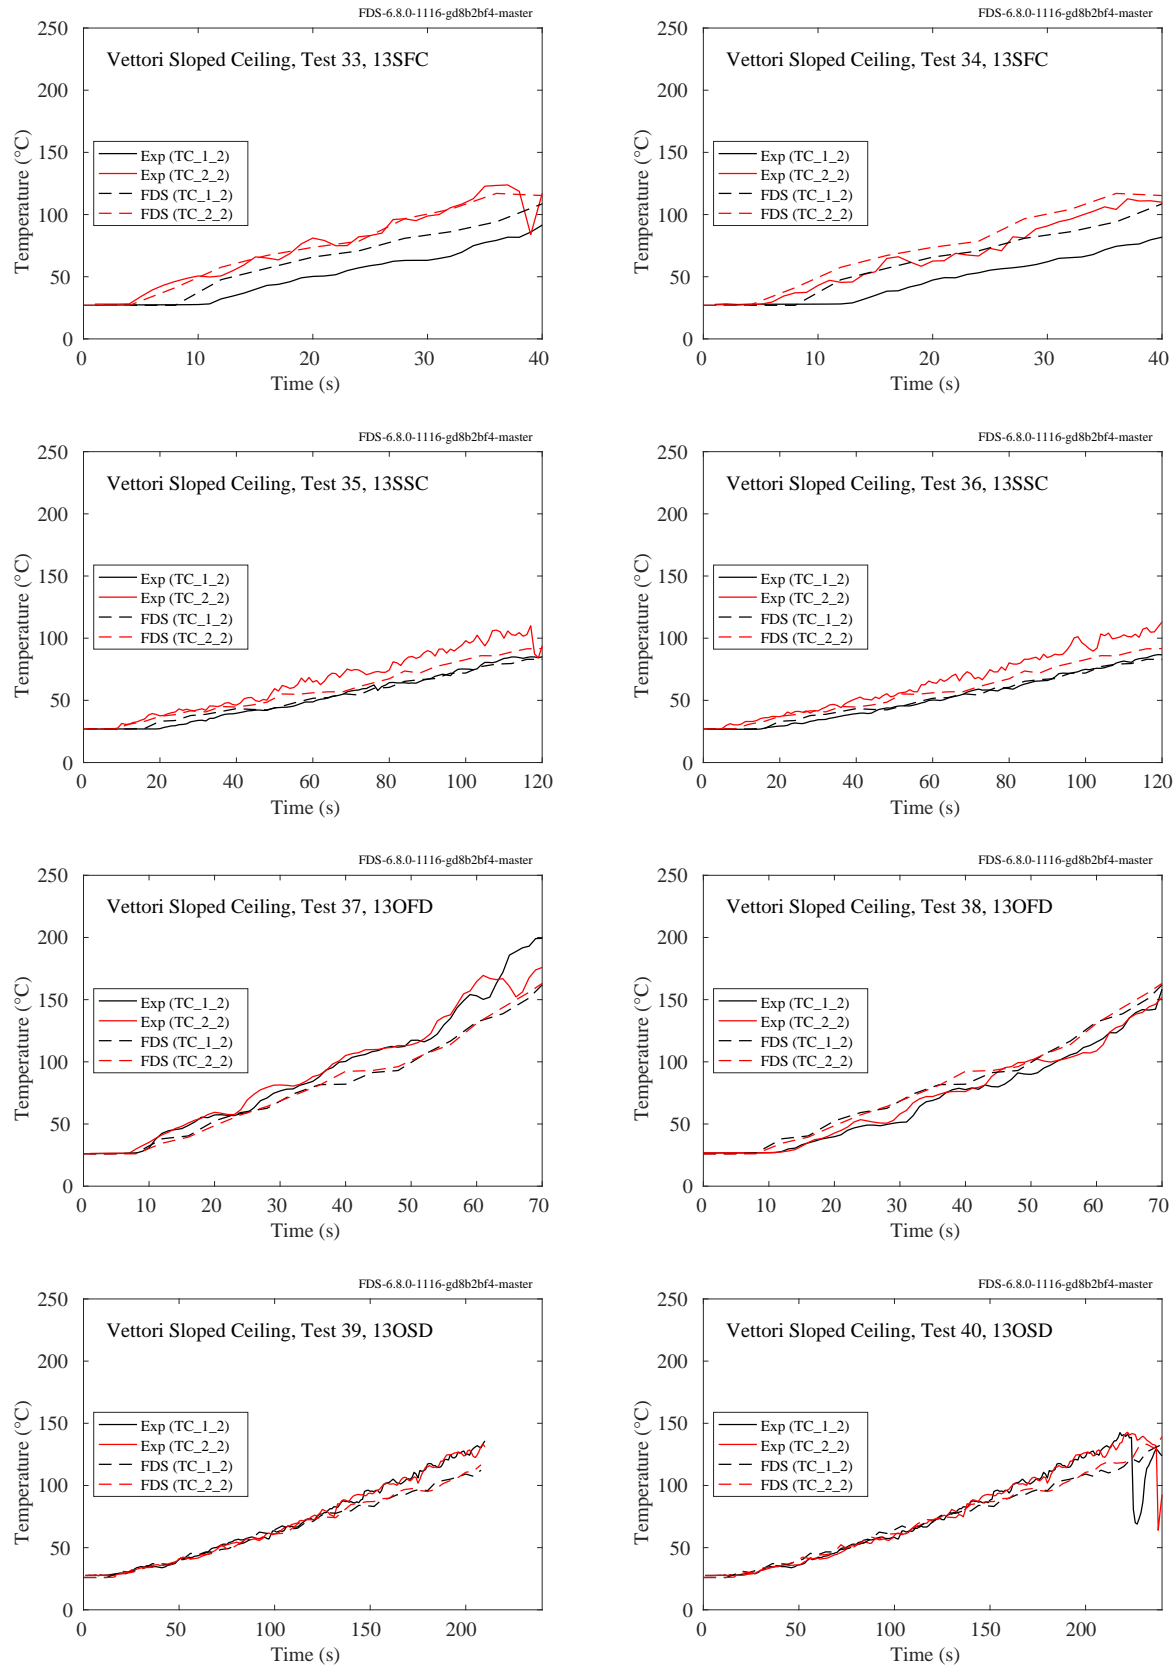 FDS-6.8.0-1116-gd8b2bf4-master
Vettori Sloped Ceiling, Test 33, 13SFC
Temperature (°C)
250
200
150
100
50
0
Exp (TC_1_2)
Exp (TC_2_2)
FDS (TC_1_2)
FDS (TC_2_2)
0 10 20 30 40
Time (s)
FDS-6.8.0-1116-gd8b2bf4-master
Vettori Sloped Ceiling, Test 34, 13SFC
Temperature (°C)
250
200
150
100
50
0
Exp (TC_1_2)
Exp (TC_2_2)
FDS (TC_1_2)
FDS (TC_2_2)
0 10 20 30 40
Time (s)
FDS-6.8.0-1116-gd8b2bf4-master
Vettori Sloped Ceiling, Test 35, 13SSC
Temperature (°C)
250
200
150
100
50
0
Exp (TC_1_2)
Exp (TC_2_2)
FDS (TC_1_2)
FDS (TC_2_2)
0 20 40 60 80 100 120
Time (s)
FDS-6.8.0-1116-gd8b2bf4-master
Vettori Sloped Ceiling, Test 36, 13SSC
Temperature (°C)
250
200
150
100
50
0
Exp (TC_1_2)
Exp (TC_2_2)
FDS (TC_1_2)
FDS (TC_2_2)
0 20 40 60 80 100 120
Time (s)
FDS-6.8.0-1116-gd8b2bf4-master
Vettori Sloped Ceiling, Test 37, 13OFD
Temperature (°C)
250
200
150
100
50
0
Exp (TC_1_2)
Exp (TC_2_2)
FDS (TC_1_2)
FDS (TC_2_2)
0 10 20 30 40 50 60 70
Time (s)
FDS-6.8.0-1116-gd8b2bf4-master
Vettori Sloped Ceiling, Test 38, 13OFD
Temperature (°C)
250
200
150
100
50
0
Exp (TC_1_2)
Exp (TC_2_2)
FDS (TC_1_2)
FDS (TC_2_2)
0 10 20 30 40 50 60 70
Time (s)
FDS-6.8.0-1116-gd8b2bf4-master
Vettori Sloped Ceiling, Test 39, 13OSD
Temperature (°C)
250
200
150
100
50
0
Exp (TC_1_2)
Exp (TC_2_2)
FDS (TC_1_2)
FDS (TC_2_2)
0 50 100 150 200
Time (s)
FDS-6.8.0-1116-gd8b2bf4-master
Vettori Sloped Ceiling, Test 40, 13OSD
Temperature (°C)
250
200
150
100
50
0
Exp (TC_1_2)
Exp (TC_2_2)
FDS (TC_1_2)
FDS (TC_2_2)
0 50 100 150 200
Time (s)